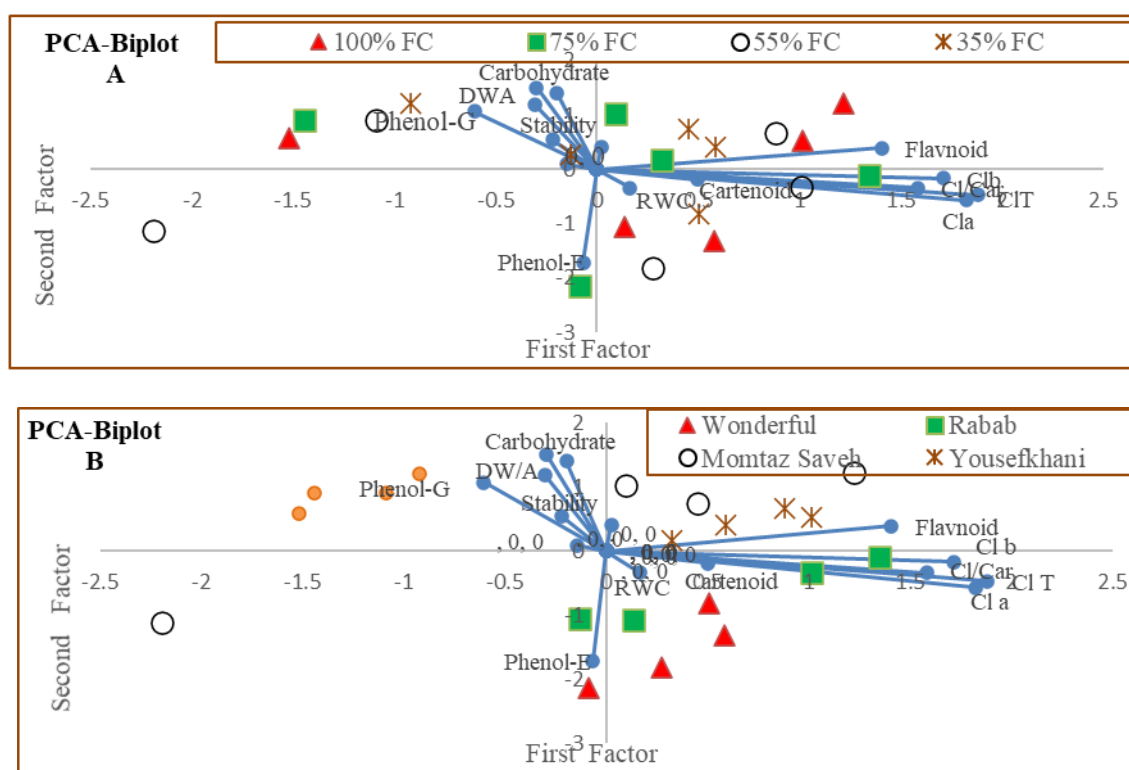 PCA-Biplot
A
100% FC 75% FC 55% FC 35% FC
2
Carbohydrate
DWA
1
Phenol-G
Stability
Flavnoid
0, 0
0
Clb
-2.5 -2 -1.5 -1 -0.5 0 0.5 1 1.5 2 2.5
Cartenoid
Cl/Car
ClT
RWC
Cla
-1
Phenol-E
-2
-3
Second Factor
First Factor
PCA-Biplot
B
Wonderful Rabab
Momtaz Saveh Yousefkhani
2
Carbohydrate
DW/A
Phenol-G
1
Stability
Flavnoid
, 0, 0
Cl b
0
-2.5 -2 -1.5 -1 -0.5 0 0.5 1 1.5 2 2.5
Cartenoid
Cl/Car
Cl T
RWC
Cl a
-1
Phenol-E
-2
-3
Second Factor
First Factor